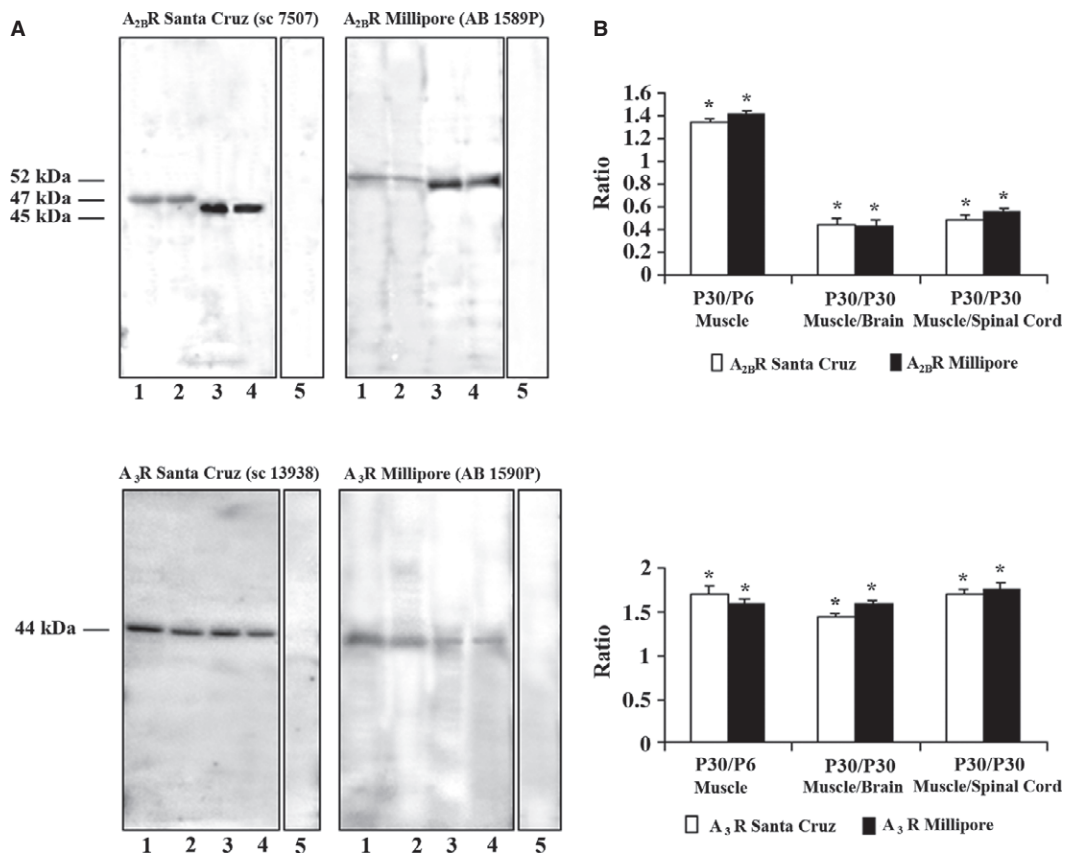 A
B
A2BR Santa Cruz (sc 7507)
A2BR Millipore (AB 1589P)
52 kDa
47 kDa
45 kDa
1 2 3 4 5
1 2 3 4 5
Ratio
1.6
1.4
1.2
1
0.8
0.6
0.4
0.2
0
* * * * * *
P30/P6
Muscle
P30/P30
Muscle/Brain
P30/P30
Muscle/Spinal Cord
A2BR Santa Cruz
A2BR Millipore
A3R Santa Cruz (sc 13938)
A3R Millipore (AB 1590P)
44 kDa
1 2 3 4 5
1 2 3 4 5
Ratio
2
1.5
1
0.5
0
* * * * * *
P30/P6
Muscle
P30/P30
Muscle/Brain
P30/P30
Muscle/Spinal Cord
A3R Santa Cruz
A3R Millipore